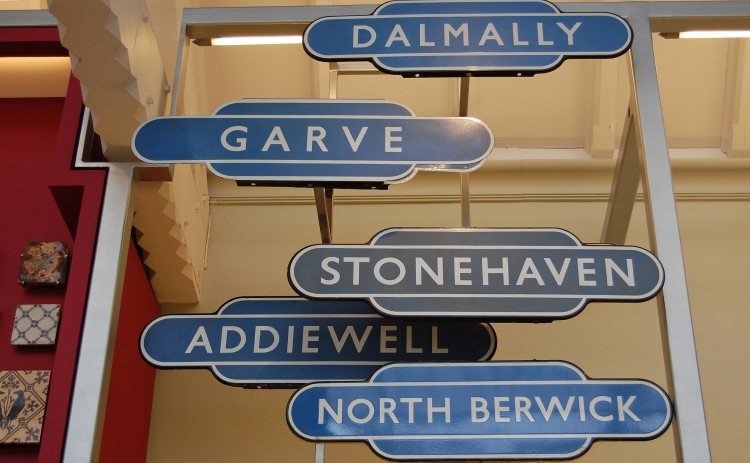 DALMALLY
GARVE
STONEHAVEN
ADDIEWELL
NORTH BERWICK